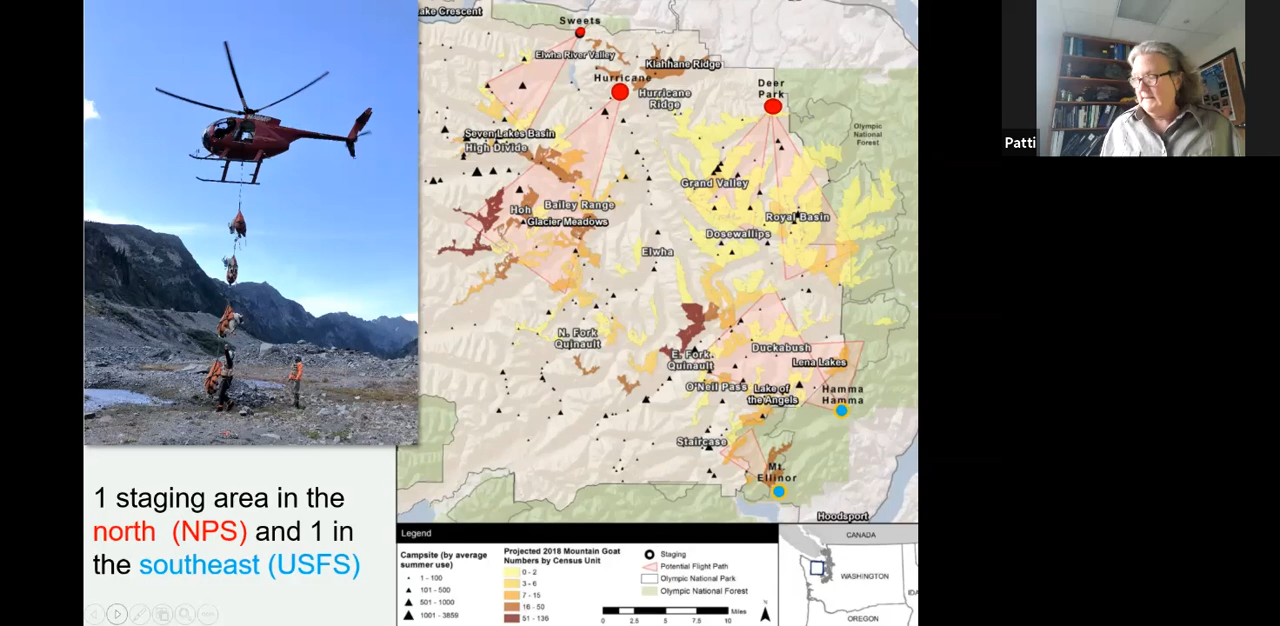 ake Crescent
Sweets
Elwha River Valley
Klahhane Ridge
Hurricane
Hurricane
Ridge
Deer
Park
Olympic
National
Forest
Seven Lakes Basin
High Divide
Grand Valley
Hoh
Bailey Range
Glacier Meadows
Royal Basin
Dosewallips
Elwha
N. Fork
Quinault
E. Fork
Quinault
Duckabush
Lena Lakes
O'Neil Pass
Lake of
the Angels
Hamma
Hamma
Staircase
Mt.
Ellinor
Hoodsport
1 staging area in the
north (NPS) and 1 in
the southeast (USFS)
Legend
Campsite (by average
summer use)
1 - 100
101 - 500
501 - 1000
1001 - 3859
Projected 2018 Mountain Goat
Numbers by Census Unit
0 - 2
3 - 6
7 - 15
16 - 50
51 - 136
Staging
Potential Flight Path
Olympic National Park
Olympic National Forest
N
Miles
0 2.5 5 7.5 10
CANADA
WASHINGTON
OREGON
IDA
Patti